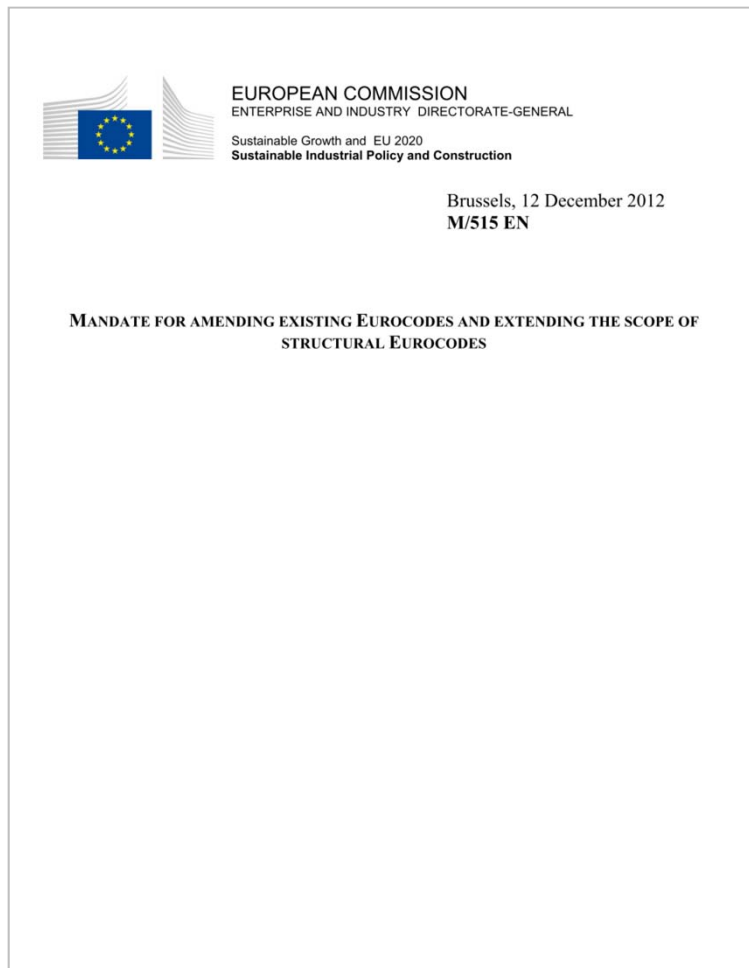 EUROPEAN COMMISSION
ENTERPRISE AND INDUSTRY DIRECTORATE-GENERAL
Sustainable Growth and EU 2020
Sustainable Industrial Policy and Construction
Brussels, 12 December 2012
M/515 EN
MANDATE FOR AMENDING EXISTING EUROCODES AND EXTENDING THE SCOPE OF
STRUCTURAL EUROCODES